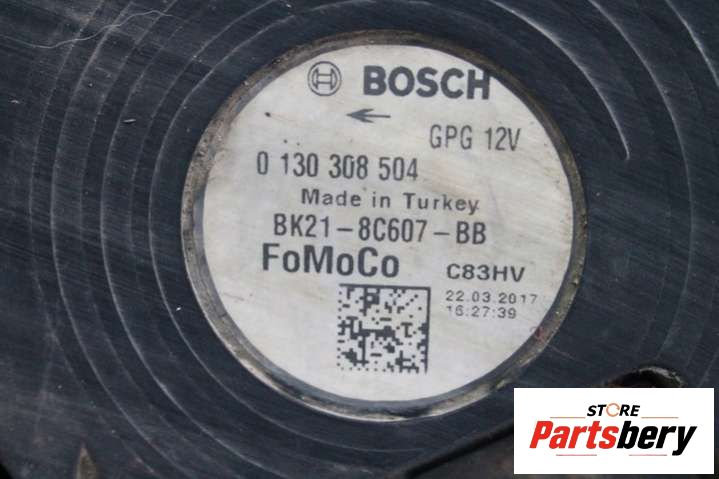 BOSCH
GPG 12V
0 130 308 504
Made in Turkey
BK21-8C607-BB
FoMoCo C83HV
22.03.2017
16:27:39
STORE
Partsbery